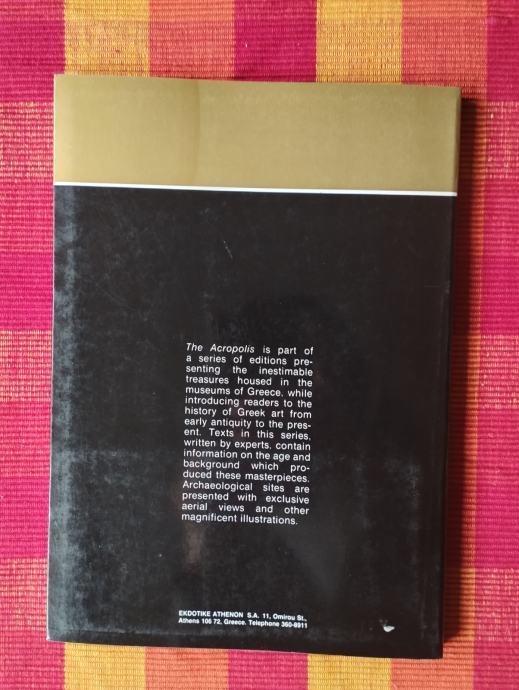 The Acropolis is part of
a series of editions pre-
senting the inestimable
treasures housed in the
museums of Greece, while
introducing readers to the
history of Greek art from
early antiquity to the pres-
ent. Texts in this series,
written by experts, contain
information on the age and
background which pro-
duced these masterpieces.
Archaeological sites are
presented with exclusive
aerial views and other
magnificent illustrations.
EKDOTIKE ATHENON S.A. 11, Omirou St.,
Athens 106 72, Greece. Telephone 360-8911